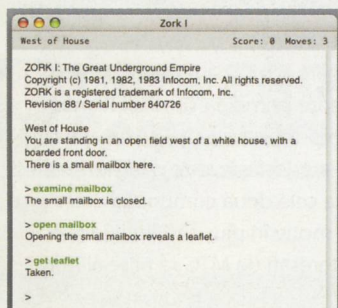 Zork I
West of House Score: 0 Moves: 3
ZORK I: The Great Underground Empire
Copyright (c) 1981, 1982, 1983 Infocom, Inc. All rights reserved.
ZORK is a registered trademark of Infocom, Inc.
Revision 88 / Serial number 840726
West of House
You are standing in an open field west of a white house, with a
boarded front door.
There is a small mailbox here.
> examine mailbox
The small mailbox is closed.
> open mailbox
Opening the small mailbox reveals a leaflet.
> get leaflet
Taken.
>